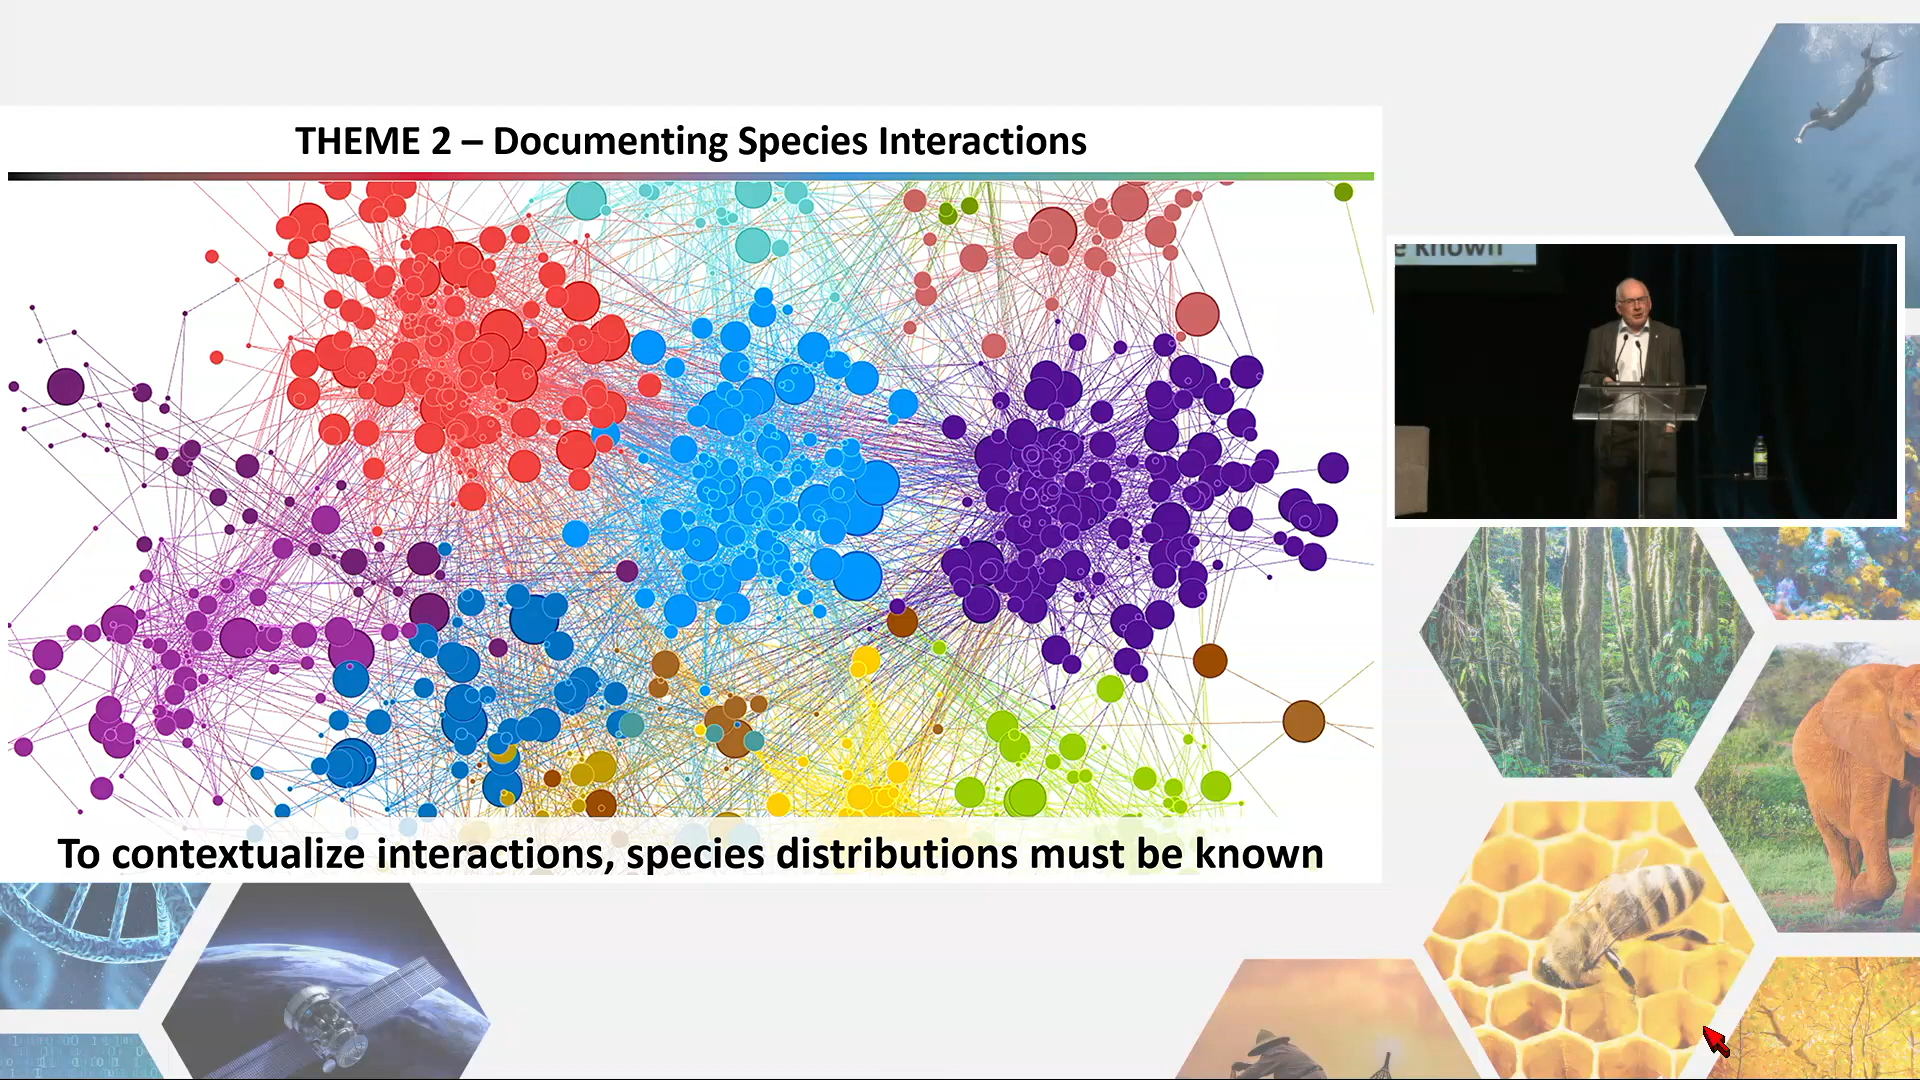 THEME 2 – Documenting Species Interactions
e known
To contextualize interactions, species distributions must be known